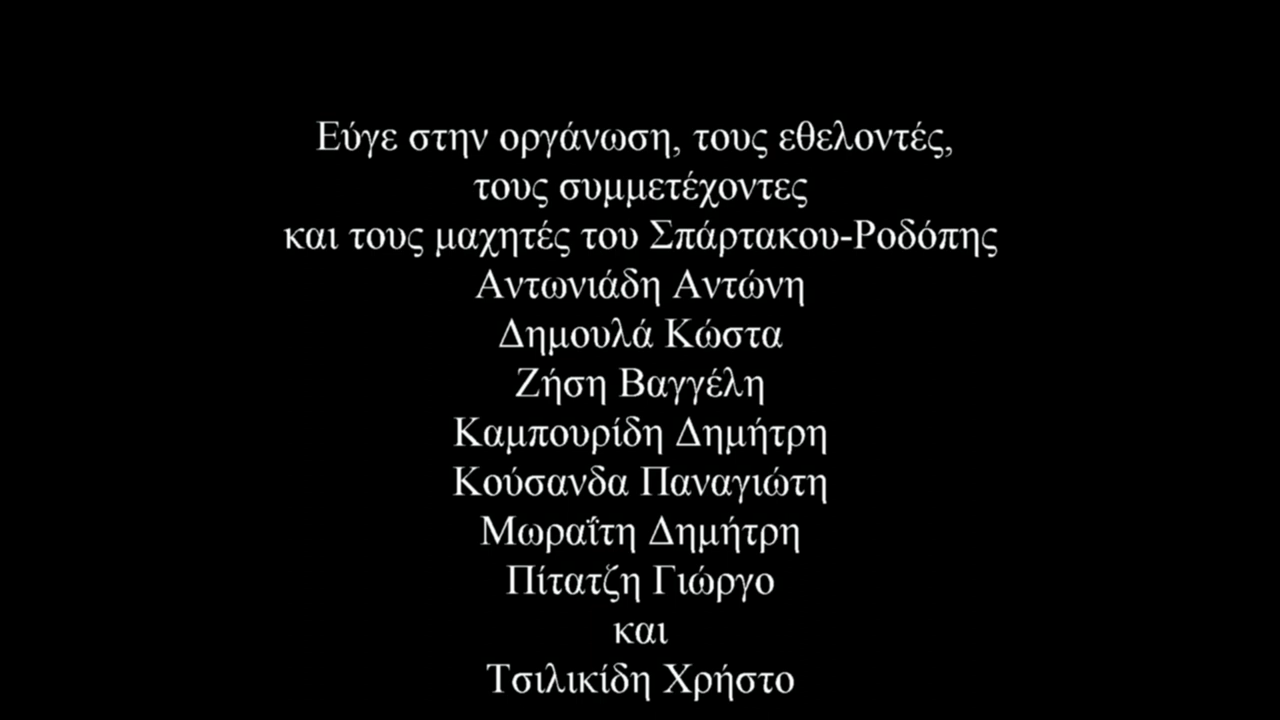 Εύγε στην οργάνωση, τους εθελοντές,
τους συμμετέχοντες
και τους μαχητές του Σπάρτακου-Ροδόπης
Αντωνιάδη Αντώνη
Δημουλά Κώστα
Ζήση Βαγγέλη
Καμπουρίδη Δημήτρη
Κούσανδα Παναγιώτη
Μωραΐτη Δημήτρη
Πίτατζη Γιώργο
και
Τσιλικίδη Χρήστο